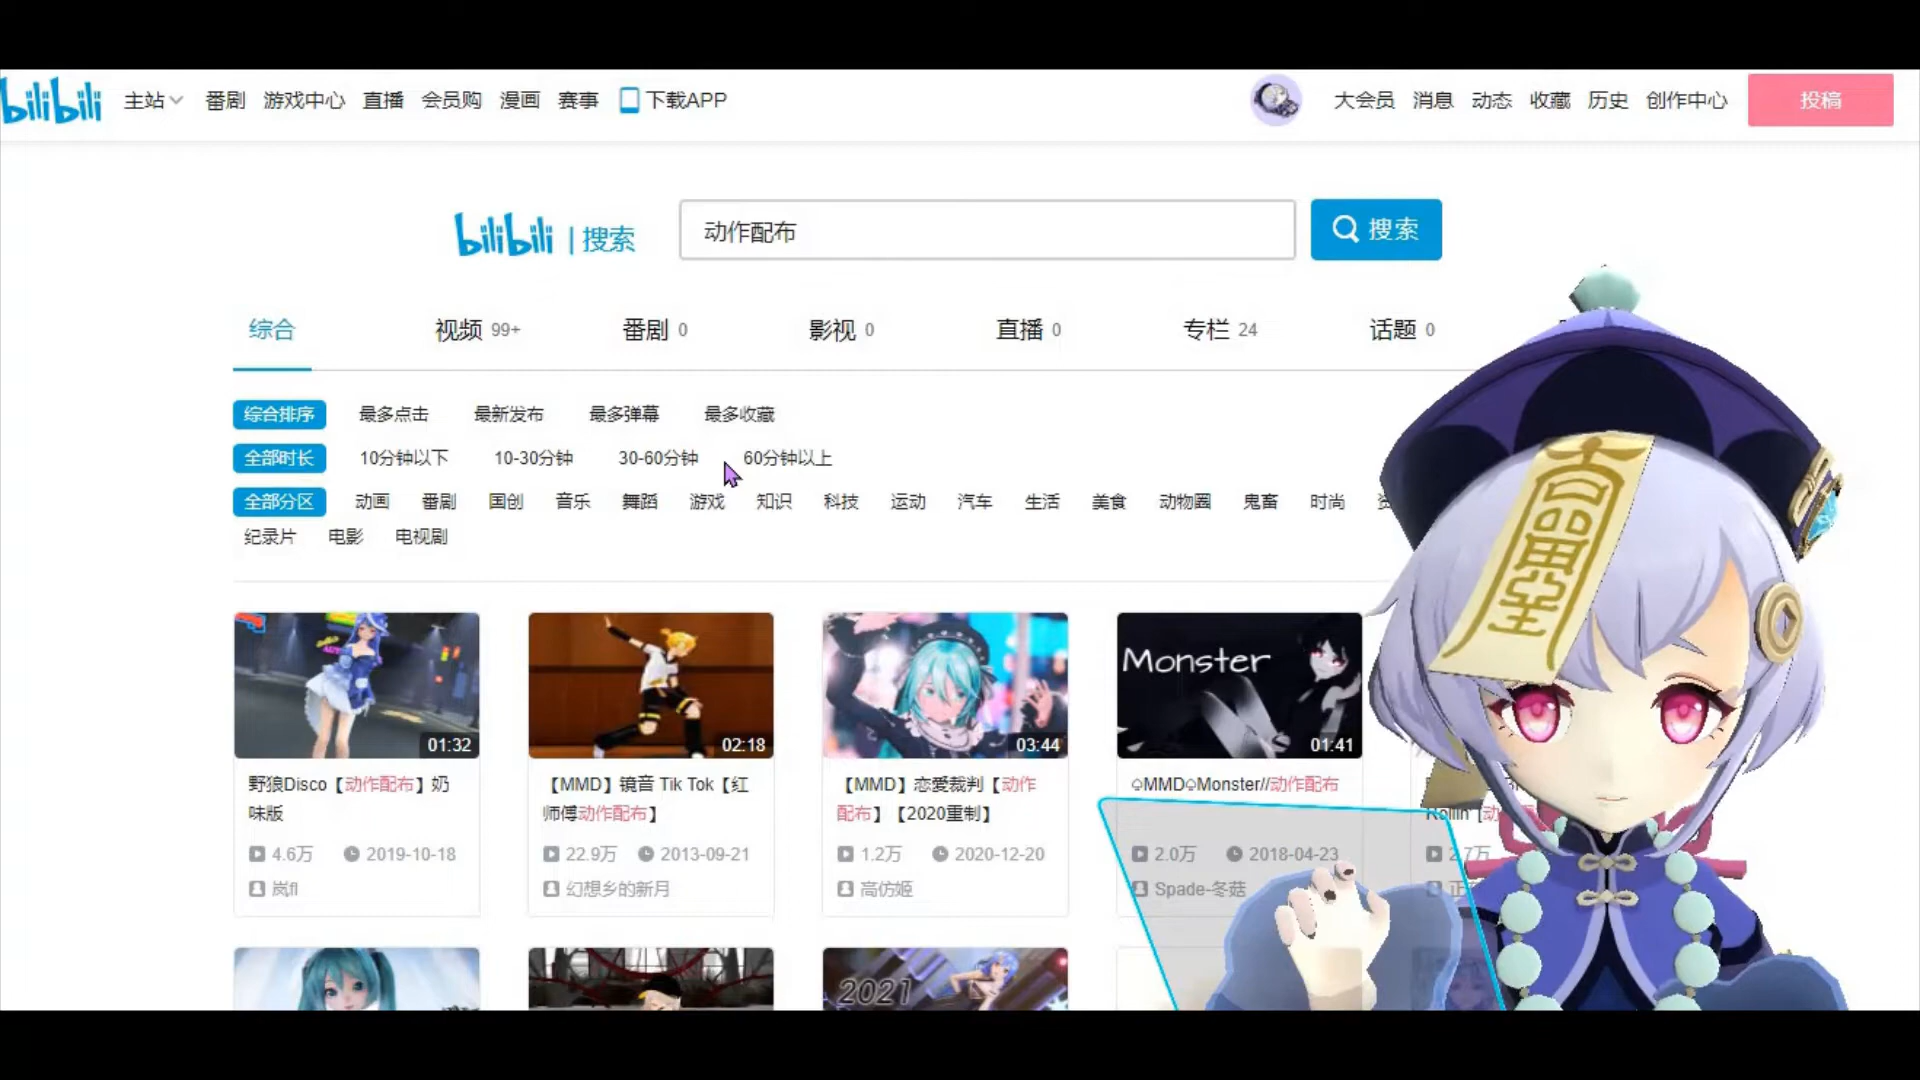 bilibili 主站 番剧 游戏中心 直播 会员购 漫画 赛事 下载APP 大会员 消息 动态 收藏 历史 创作中心 投稿
bilibili | 搜索 动作配布 搜索
综合 视频 99+ 番剧 0 影视 0 直播 0 专栏 24 话题 0
综合排序 最多点击 最新发布 最多弹幕 最多收藏
全部时长 10分钟以下 10-30分钟 30-60分钟 60分钟以上
全部分区 动画 番剧 国创 音乐 舞蹈 游戏 知识 科技 运动 汽车 生活 美食 动物圈 鬼畜 时尚
纪录片 电影 电视剧
01:32
02:18
03:44
Monster
01:41
野狼Disco【动作配布】奶
味版
4.6万 2019-10-18
岚fl
【MMD】镜音 Tik Tok【红
师傅动作配布】
22.9万 2013-09-21
幻想乡的新月
【MMD】恋愛裁判【动作
配布】【2020重制】
1.2万 2020-12-20
高仿姬
♤MMD♤Monster//动作配布
2.0万 2018-04-23
Spade-冬菇
Rollin' [动
2.7万
2021